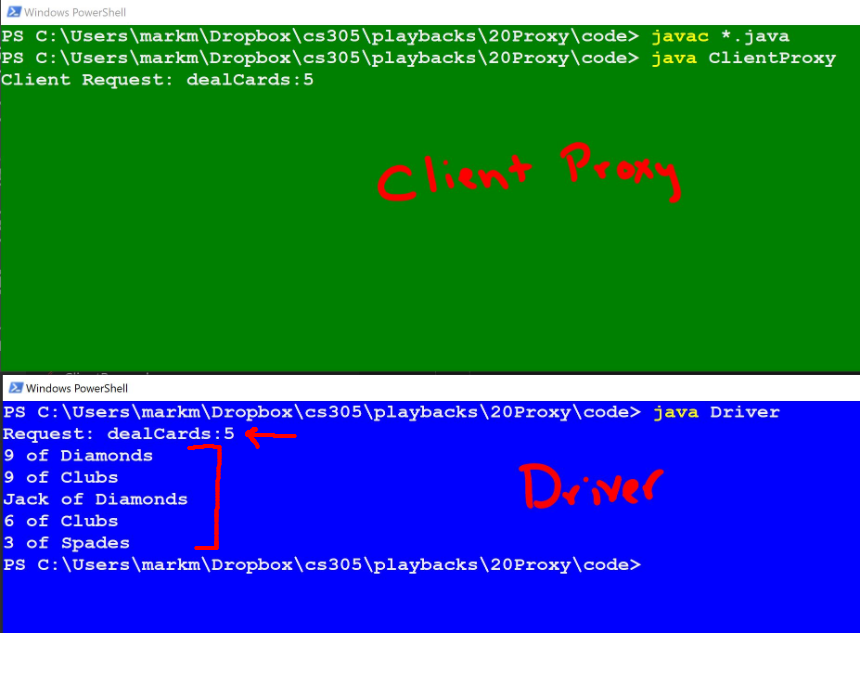 Windows PowerShell
PS C:\Users\markm\Dropbox\cs305\playbacks\20Proxy\code> javac *.java
PS C:\Users\markm\Dropbox\cs305\playbacks\20Proxy\code> java ClientProxy
Client Request: dealCards:5
Client Proxy
Windows PowerShell
PS C:\Users\markm\Dropbox\cs305\playbacks\20Proxy\code> java Driver
Request: dealCards:5
9 of Diamonds
9 of Clubs
Jack of Diamonds
Driver
6 of Clubs
3 of Spades
PS C:\Users\markm\Dropbox\cs305\playbacks\20Proxy\code>